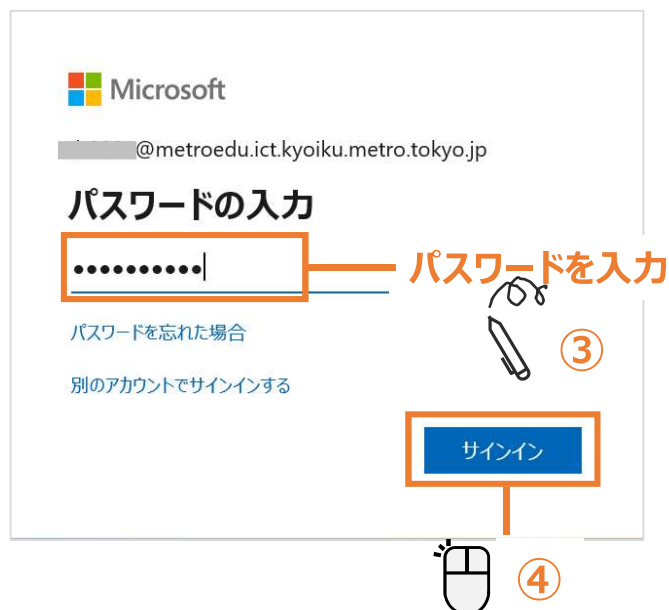 Microsoft
@metroedu.ict.kyoiku.metro.tokyo.jp
パスワードの入力
••••••••••
パスワードを入力
パスワードを忘れた場合
③
別のアカウントでサインインする
サインイン
④